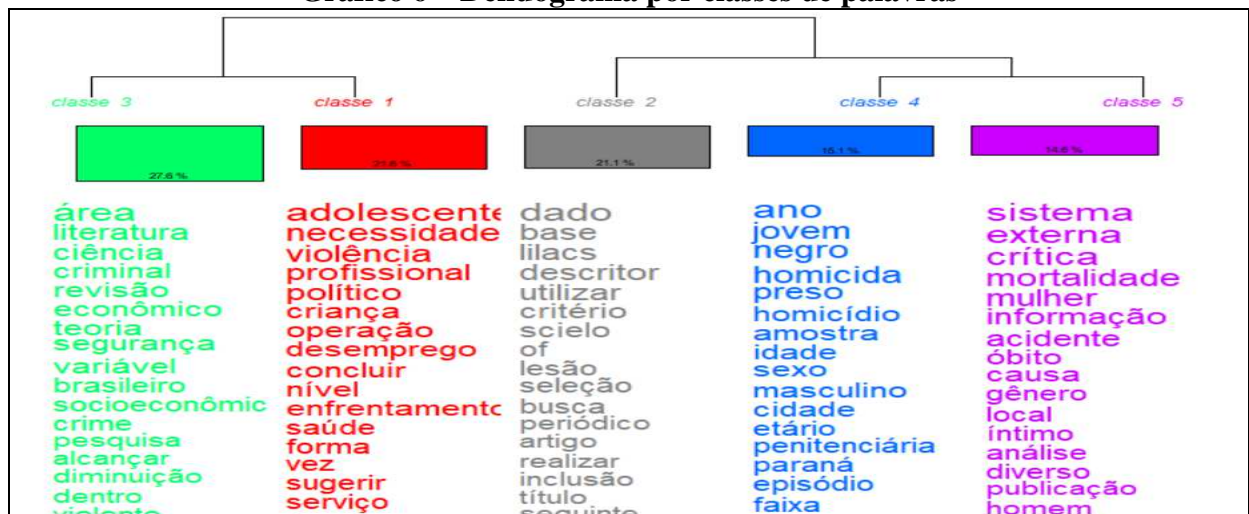 Gráfico 6 – Dendograma por classes de palavras
classe 3
classe 1
classe 2
classe 4
classe 5
27.6 %
21.1 %
15.1 %
14.6 %
área
literatura
ciência
criminal
revisão
econômico
teoria
segurança
variável
brasileiro
socioeconômic
crime
pesquisa
alcançar
diminuição
dentro
violento
adolescente
necessidade
violência
profissional
político
criança
operação
desemprego
concluir
nível
enfrentamento
saúde
forma
vez
sugerir
serviço
dado
base
lilacs
descritor
utilizar
critério
scielo
of
lesão
seleção
busca
periódico
artigo
realizar
inclusão
título
seguinte
ano
jovem
negro
homicida
preso
homicídio
amostra
idade
sexo
masculino
cidade
etário
penitenciária
paraná
episódio
faixa
sistema
externa
crítica
mortalidade
mulher
informação
acidente
óbito
causa
gênero
local
íntimo
análise
diverso
publicação
homem